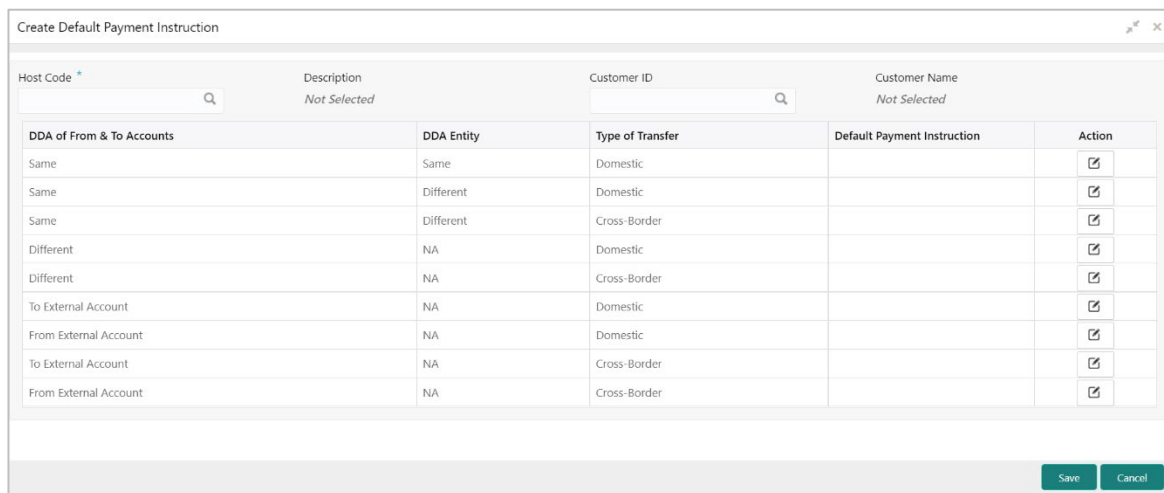 Create Default Payment Instruction
Host Code * Description Customer ID Customer Name
Not Selected Not Selected
DDA of From & To Accounts DDA Entity Type of Transfer Default Payment Instruction Action
Same Same Domestic
Same Different Domestic
Same Different Cross-Border
Different NA Domestic
Different NA Cross-Border
To External Account NA Domestic
From External Account NA Domestic
To External Account NA Cross-Border
From External Account NA Cross-Border
Save Cancel